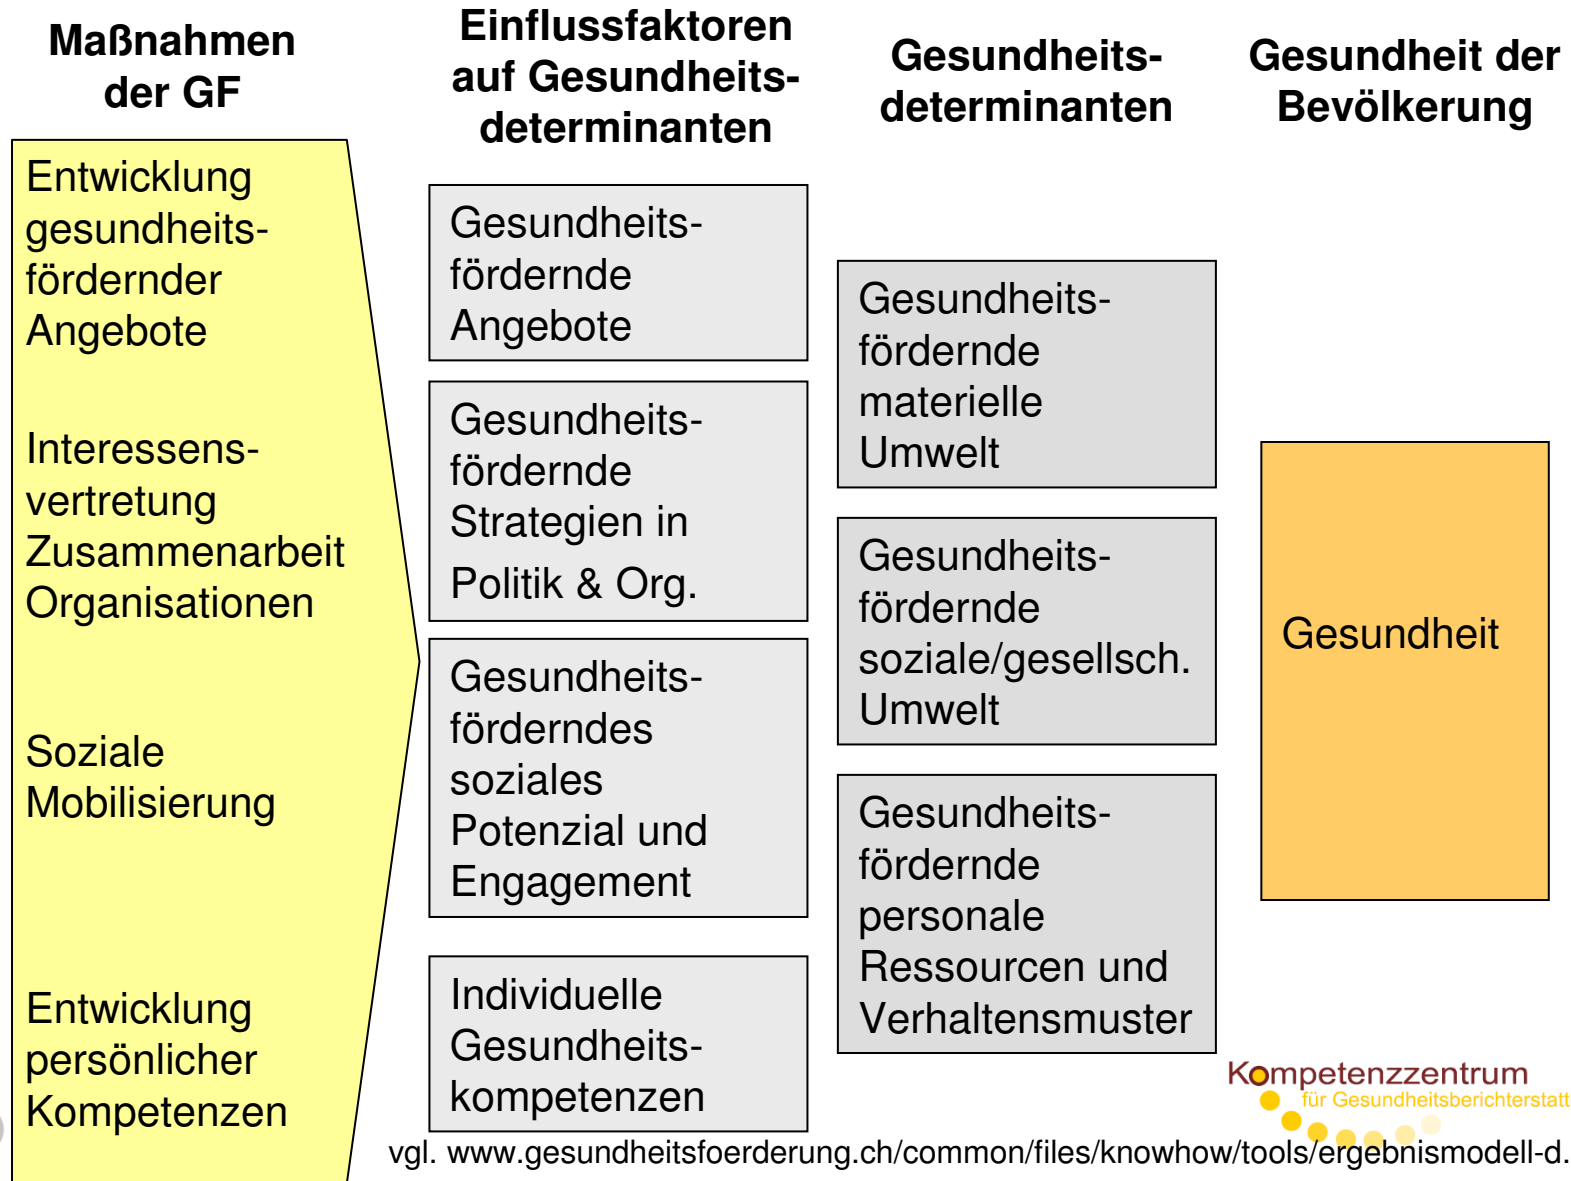 Maßnahmen
der GF
Einflussfaktoren
auf Gesundheits-
determinanten
Gesundheits-
determinanten
Gesundheit der
Bevölkerung
Entwicklung
gesundheits-
fördernder
Angebote
Interessens-
vertretung
Zusammenarbeit
Organisationen
Soziale
Mobilisierung
Entwicklung
persönlicher
Kompetenzen
Gesundheits-
fördernde
Angebote
Gesundheits-
fördernde
Strategien in
Politik & Org.
Gesundheits-
förderndes
soziales
Potenzial und
Engagement
Individuelle
Gesundheits-
kompetenzen
Gesundheits-
fördernde
materielle
Umwelt
Gesundheits-
fördernde
soziale/gesellsch.
Umwelt
Gesundheits-
fördernde
personale
Ressourcen und
Verhaltensmuster
Gesundheit
Kompetenzzentrum
für Gesundheitsberichterstatt
vgl. www.gesundheitsfoerderung.ch/common/files/knowhow/tools/ergebnismodell-d.